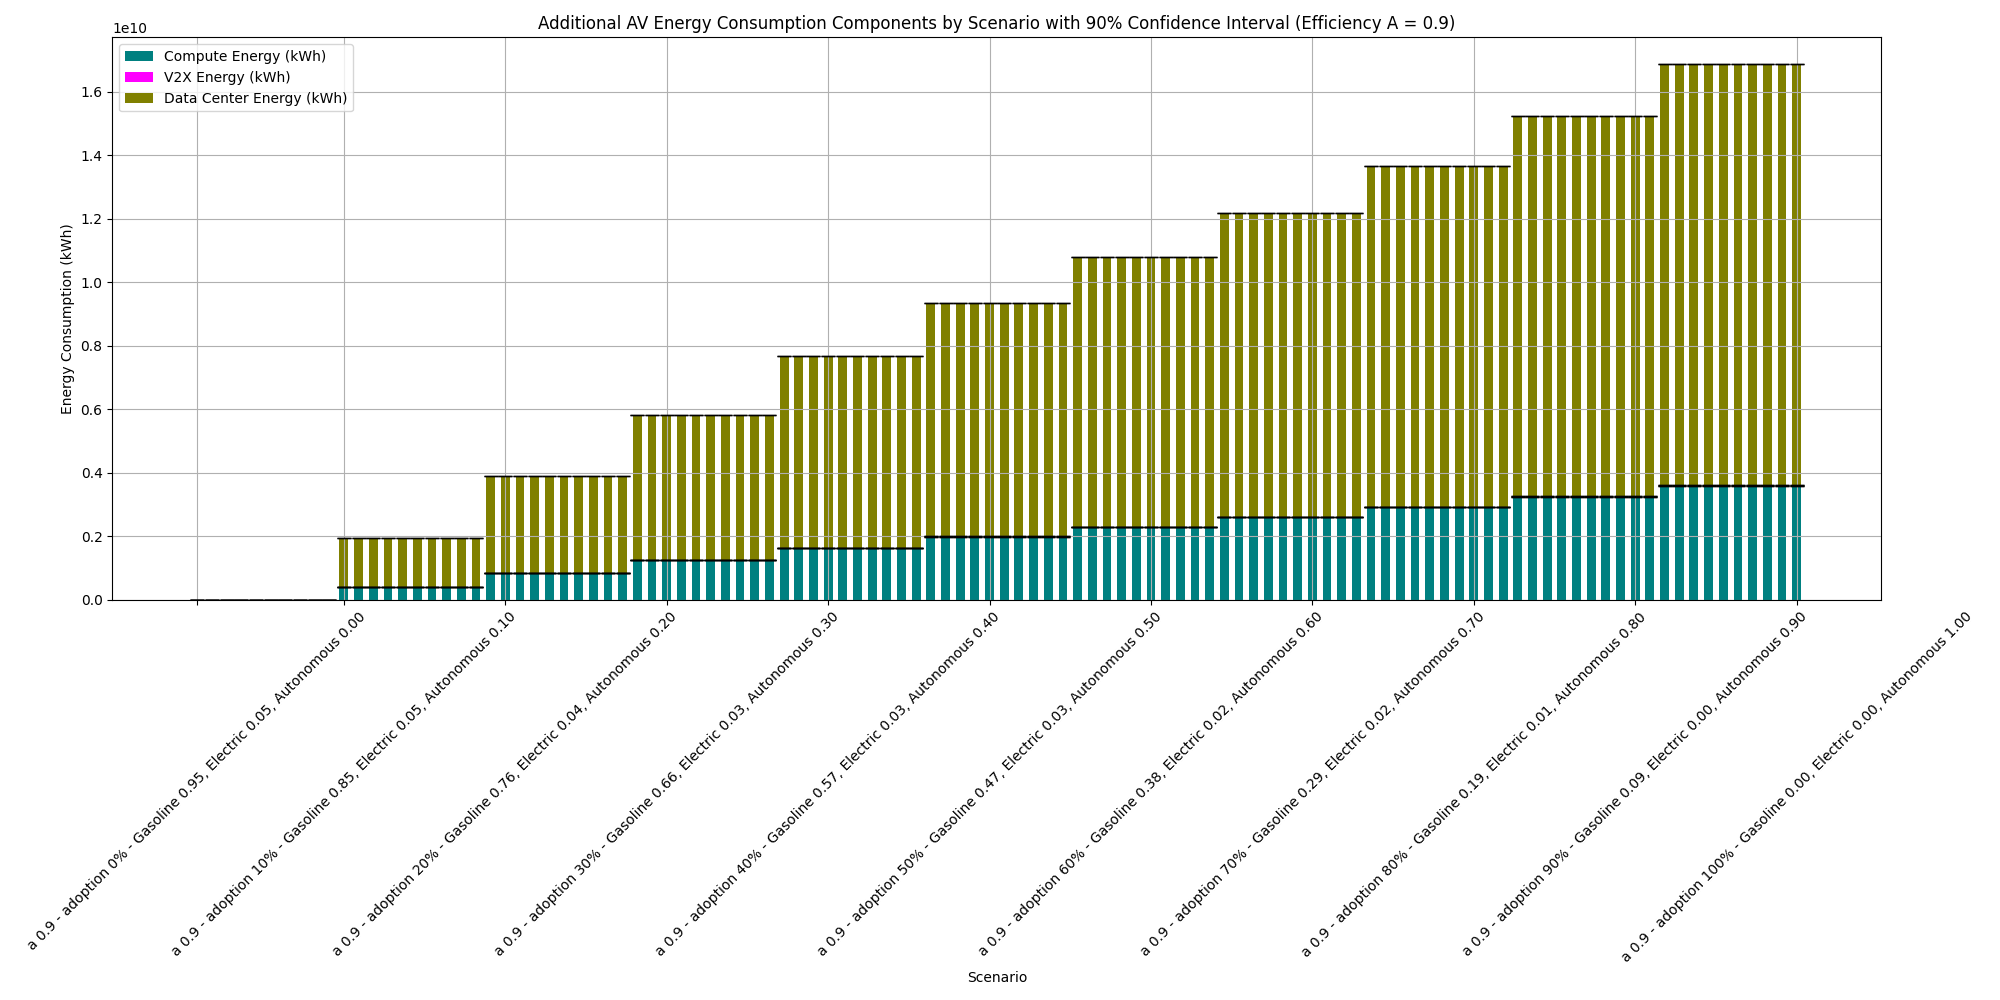 Additional AV Energy Consumption Components by Scenario with 90% Confidence Interval (Efficiency A = 0.9)
1e10
Compute Energy (kWh)
V2X Energy (kWh)
Data Center Energy (kWh)
1.6
1.4
1.2
1.0
0.8
0.6
0.4
0.2
0.0
Energy Consumption (kWh)
a 0.9 - adoption 0% - Gasoline 0.95, Electric 0.05, Autonomous 0.00
a 0.9 - adoption 10% - Gasoline 0.85, Electric 0.05, Autonomous 0.10
a 0.9 - adoption 20% - Gasoline 0.76, Electric 0.04, Autonomous 0.20
a 0.9 - adoption 30% - Gasoline 0.66, Electric 0.03, Autonomous 0.30
a 0.9 - adoption 40% - Gasoline 0.57, Electric 0.03, Autonomous 0.40
a 0.9 - adoption 50% - Gasoline 0.47, Electric 0.03, Autonomous 0.50
a 0.9 - adoption 60% - Gasoline 0.38, Electric 0.02, Autonomous 0.60
a 0.9 - adoption 70% - Gasoline 0.29, Electric 0.02, Autonomous 0.70
a 0.9 - adoption 80% - Gasoline 0.19, Electric 0.01, Autonomous 0.80
a 0.9 - adoption 90% - Gasoline 0.09, Electric 0.00, Autonomous 0.90
a 0.9 - adoption 100% - Gasoline 0.00, Electric 0.00, Autonomous 1.00
Scenario